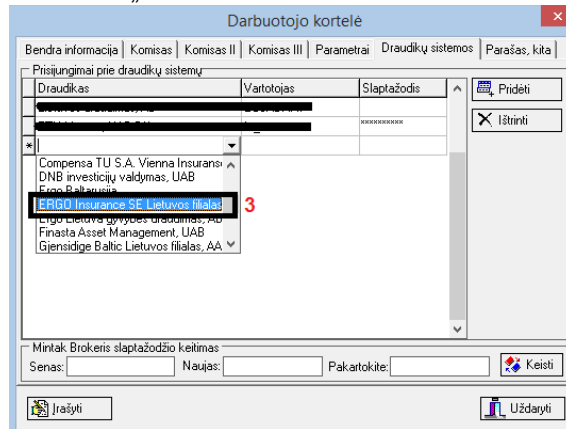 „
Darbuotojo kortelė
Bendra informacija Komisas Komisas II Komisas III Parametrai Draudikų sistemos Parašas, kita
Prisijungimai prie draudikų sistemų
Draudikas Vartotojas Slaptažodis
Pridėti
**********
Ištrinti
*
Compensa TU S.A. Vienna Insurans
DNB investicijų valdymas, UAB
Ergo Baltarusija
ERGO Insurance SE Lietuvos filialas 3
Ergo Lietuva gyvybės draudimas, AB
Finasta Asset Management, UAB
Gjensidige Baltic Lietuvos filialas, AA
Mintak Brokeris slaptažodžio keitimas
Senas: Naujas: Pakartokite: Keisti
Įrašyti Uždaryti